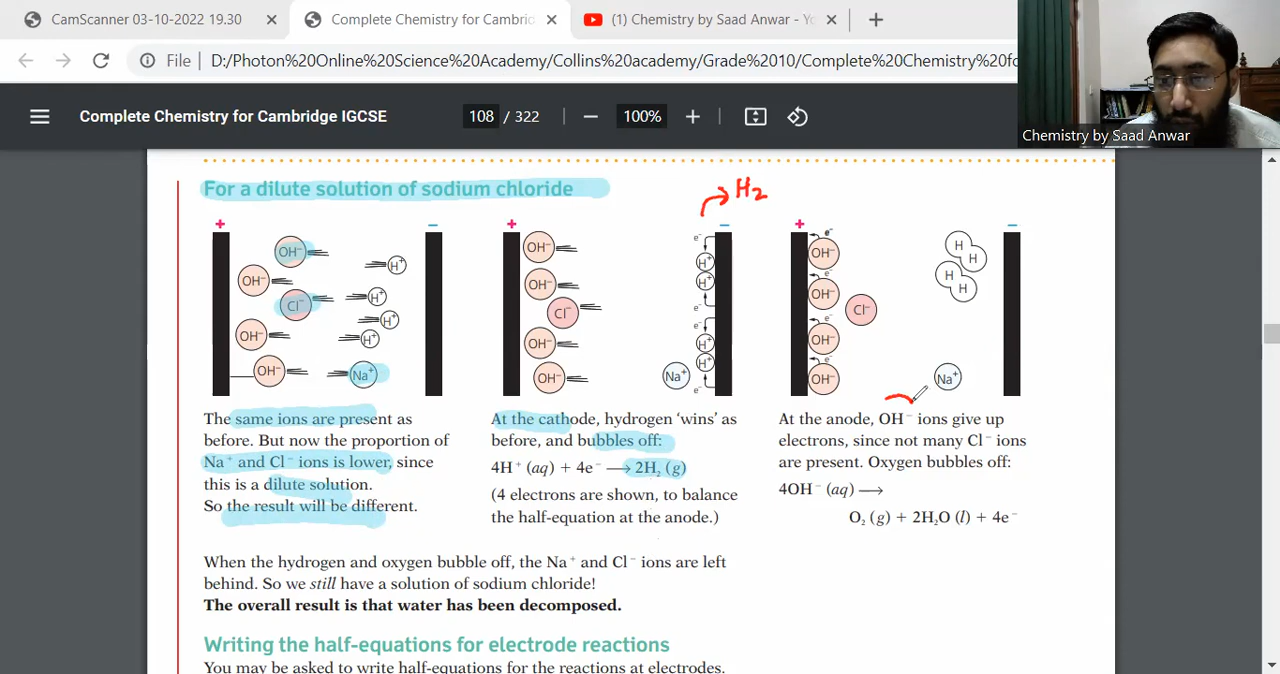 CamScanner 03-10-2022 19.30
Complete Chemistry for Cambric
(1) Chemistry by Saad Anwar - Yo
File D:/Photon%20Online%20Science%20Academy/Collins%20academy/Grade%2010/Complete%20Chemistry%20fo
Complete Chemistry for Cambridge IGCSE
108 / 322
100%
Chemistry by Saad Anwar
For a dilute solution of sodium chloride
H₂
+ −
OH⁻
OH⁻
Cl⁻
OH⁻
OH⁻
H⁺
H⁺
H⁺
H⁺
Na⁺
The same ions are present as
before. But now the proportion of
Na⁺ and Cl⁻ ions is lower, since
this is a dilute solution.
So the result will be different.
+ −
OH⁻
OH⁻
Cl⁻
OH⁻
OH⁻
e⁻
H⁺
H⁺
e⁻
e⁻
H⁺
H⁺
e⁻
Na⁺
At the cathode, hydrogen ‘wins’ as
before, and bubbles off:
4H⁺ (aq) + 4e⁻ ⟶ 2H₂ (g)
(4 electrons are shown, to balance
the half-equation at the anode.)
+ −
e⁻
OH⁻
e⁻
OH⁻
e⁻
OH⁻
e⁻
OH⁻
Cl⁻
H
H
H
H
Na⁺
At the anode, OH⁻ ions give up
electrons, since not many Cl⁻ ions
are present. Oxygen bubbles off:
4OH⁻ (aq) ⟶
O₂ (g) + 2H₂O (l) + 4e⁻
When the hydrogen and oxygen bubble off, the Na⁺ and Cl⁻ ions are left
behind. So we still have a solution of sodium chloride!
The overall result is that water has been decomposed.
Writing the half-equations for electrode reactions
You may be asked to write half-equations for the reactions at electrodes.